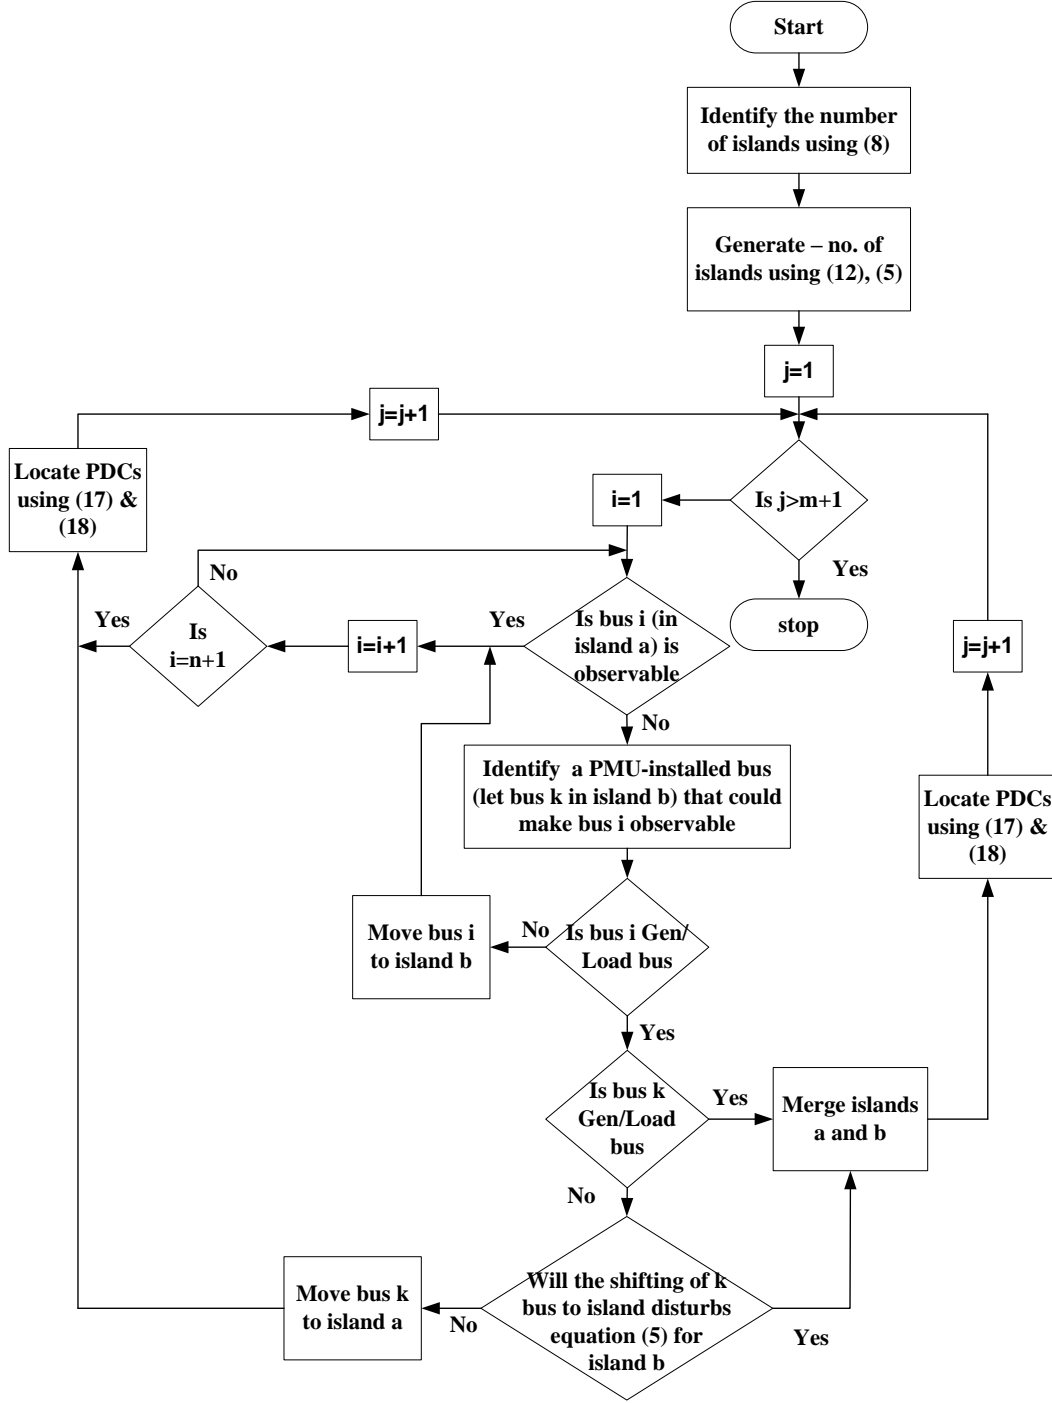 Start
Identify the number
of islands using (8)
Generate – no. of
islands using (12), (5)
j=1
j=j+1
Locate PDCs
using (17) &
(18)
i=1
Is j>m+1
No
Yes
Yes
Is
i=n+1
i=i+1
Yes
Is bus i (in
island a) is
observable
stop
j=j+1
No
Identify a PMU-installed bus
(let bus k in island b) that could
make bus i observable
Locate PDCs
using (17) &
(18)
Move bus i
to island b
No
Is bus i Gen/
Load bus
Yes
Is bus k
Gen/Load
bus
Yes
Merge islands
a and b
No
Move bus k
to island a
No
Will the shifting of k
bus to island disturbs
equation (5) for
island b
Yes